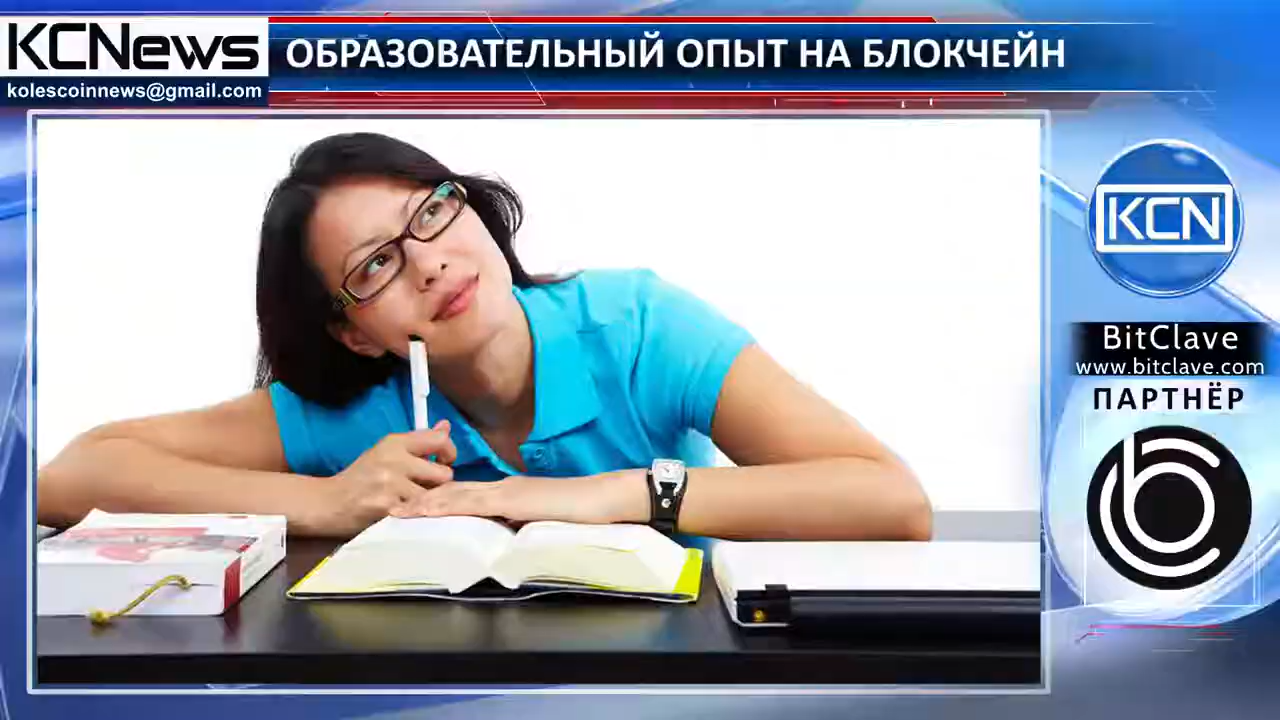 KCNews
kolescoinnews@gmail.com
ОБРАЗОВАТЕЛЬНЫЙ ОПЫТ НА БЛОКЧЕЙН
KCN
BitClave
www.bitclave.com
ПАРТНЁР